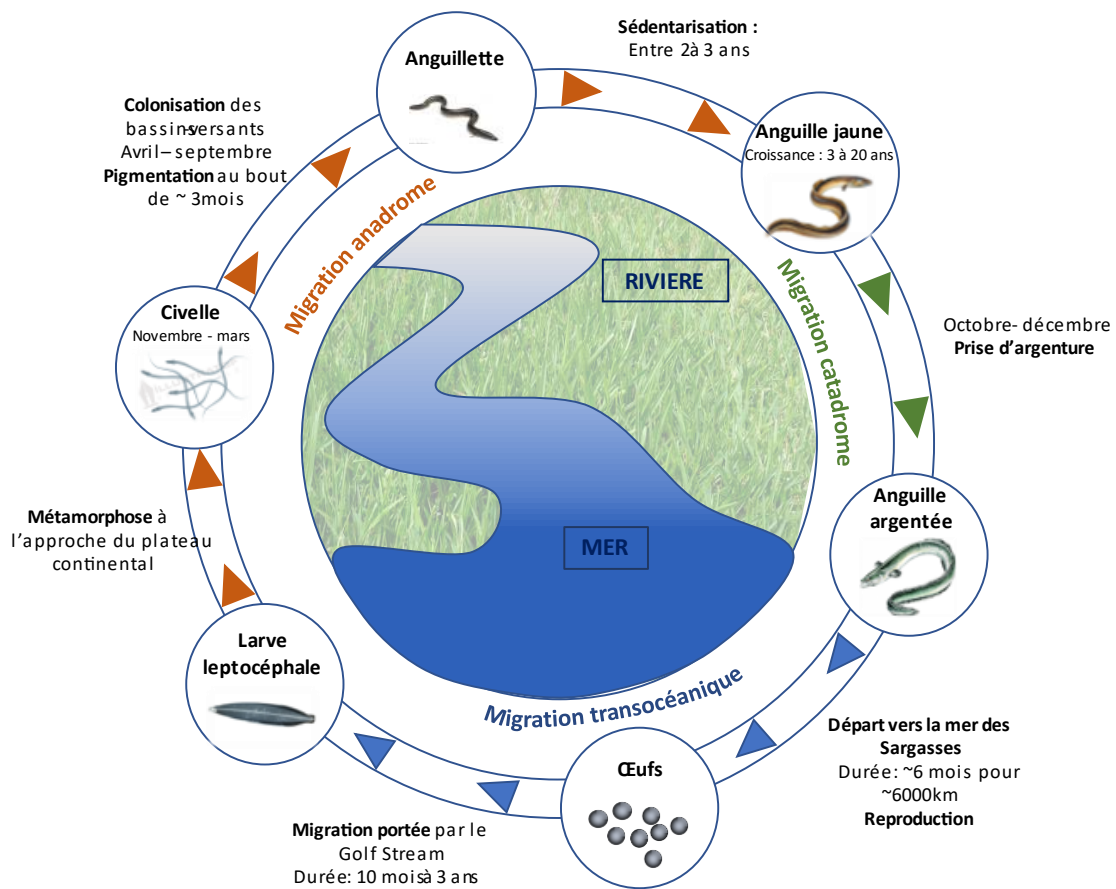 Sédentarisation :
Entre 2à 3 ans
Anguillette
Colonisation des
bassin-versants
Avril– septembre
Pigmentation au bout
de ~ 3mois
Anguille jaune
Croissance : 3 à 20 ans
Migration anadrome
RIVIERE
Migration catadrome
Civelle
Novembre - mars
Octobre- décembre
Prise d'argenture
Anguille
argentée
Métamorphose à
l'approche du plateau
continental
MER
Larve
leptocéphale
Migration transocéanique
Départ vers la mer des
Sargasses
Durée: ~6 mois pour
~6000km
Reproduction
Œufs
Migration portée par le
Golf Stream
Durée: 10 moisà 3 ans